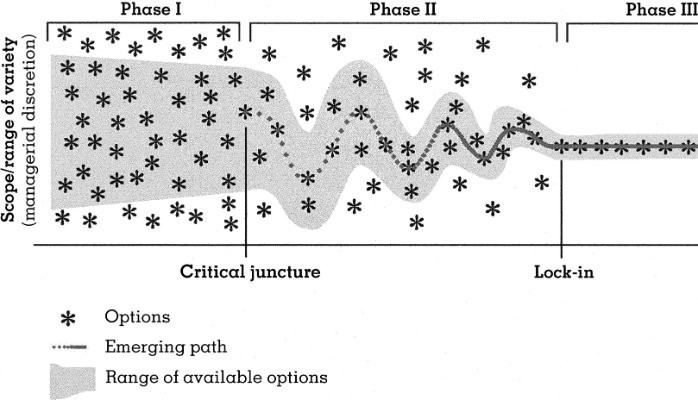 Phase I
Phase II
Phase III
Scope/range of variety
(managerial discretion)
Critical juncture
Lock-in
Options
Emerging path
Range of available options